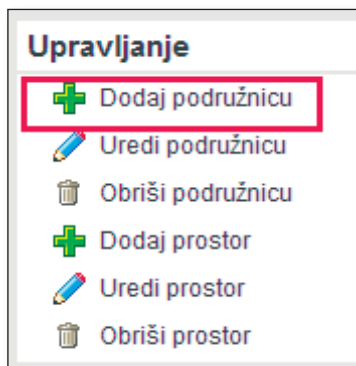 Upravljanje
Dodaj podružnicu
Uredi podružnicu
Obriši podružnicu
Dodaj prostor
Uredi prostor
Obriši prostor